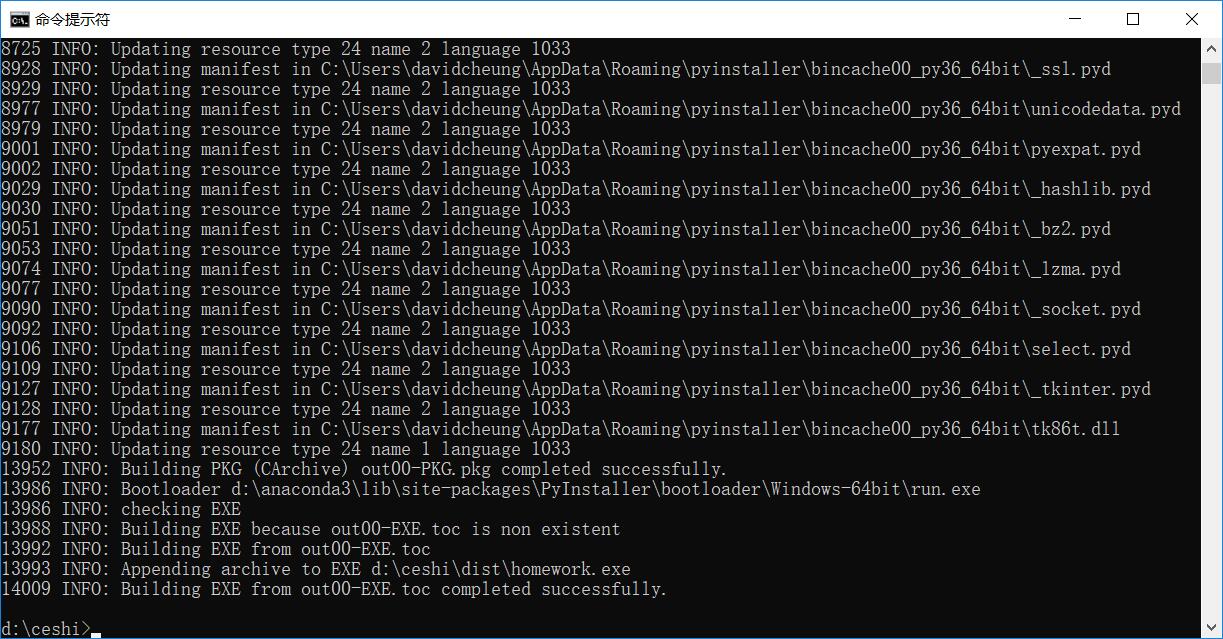 命令提示符
8725 INFO: Updating resource type 24 name 2 language 1033
8928 INFO: Updating manifest in C:\Users\davidcheung\AppData\Roaming\pyinstaller\bincache00_py36_64bit\_ssl.pyd
8929 INFO: Updating resource type 24 name 2 language 1033
8977 INFO: Updating manifest in C:\Users\davidcheung\AppData\Roaming\pyinstaller\bincache00_py36_64bit\unicodedata.pyd
8979 INFO: Updating resource type 24 name 2 language 1033
9001 INFO: Updating manifest in C:\Users\davidcheung\AppData\Roaming\pyinstaller\bincache00_py36_64bit\pyexpat.pyd
9002 INFO: Updating resource type 24 name 2 language 1033
9029 INFO: Updating manifest in C:\Users\davidcheung\AppData\Roaming\pyinstaller\bincache00_py36_64bit\_hashlib.pyd
9030 INFO: Updating resource type 24 name 2 language 1033
9051 INFO: Updating manifest in C:\Users\davidcheung\AppData\Roaming\pyinstaller\bincache00_py36_64bit\_bz2.pyd
9053 INFO: Updating resource type 24 name 2 language 1033
9074 INFO: Updating manifest in C:\Users\davidcheung\AppData\Roaming\pyinstaller\bincache00_py36_64bit\_lzma.pyd
9077 INFO: Updating resource type 24 name 2 language 1033
9090 INFO: Updating manifest in C:\Users\davidcheung\AppData\Roaming\pyinstaller\bincache00_py36_64bit\_socket.pyd
9092 INFO: Updating resource type 24 name 2 language 1033
9106 INFO: Updating manifest in C:\Users\davidcheung\AppData\Roaming\pyinstaller\bincache00_py36_64bit\select.pyd
9109 INFO: Updating resource type 24 name 2 language 1033
9127 INFO: Updating manifest in C:\Users\davidcheung\AppData\Roaming\pyinstaller\bincache00_py36_64bit\_tkinter.pyd
9128 INFO: Updating resource type 24 name 2 language 1033
9177 INFO: Updating manifest in C:\Users\davidcheung\AppData\Roaming\pyinstaller\bincache00_py36_64bit\tk86t.dll
9180 INFO: Updating resource type 24 name 1 language 1033
13952 INFO: Building PKG (CArchive) out00-PKG.pkg completed successfully.
13986 INFO: Bootloader d:\anaconda3\lib\site-packages\PyInstaller\bootloader\Windows-64bit\run.exe
13986 INFO: checking EXE
13988 INFO: Building EXE because out00-EXE.toc is non existent
13992 INFO: Building EXE from out00-EXE.toc
13993 INFO: Appending archive to EXE d:\ceshi\dist\homework.exe
14009 INFO: Building EXE from out00-EXE.toc completed successfully.
d:\ceshi>